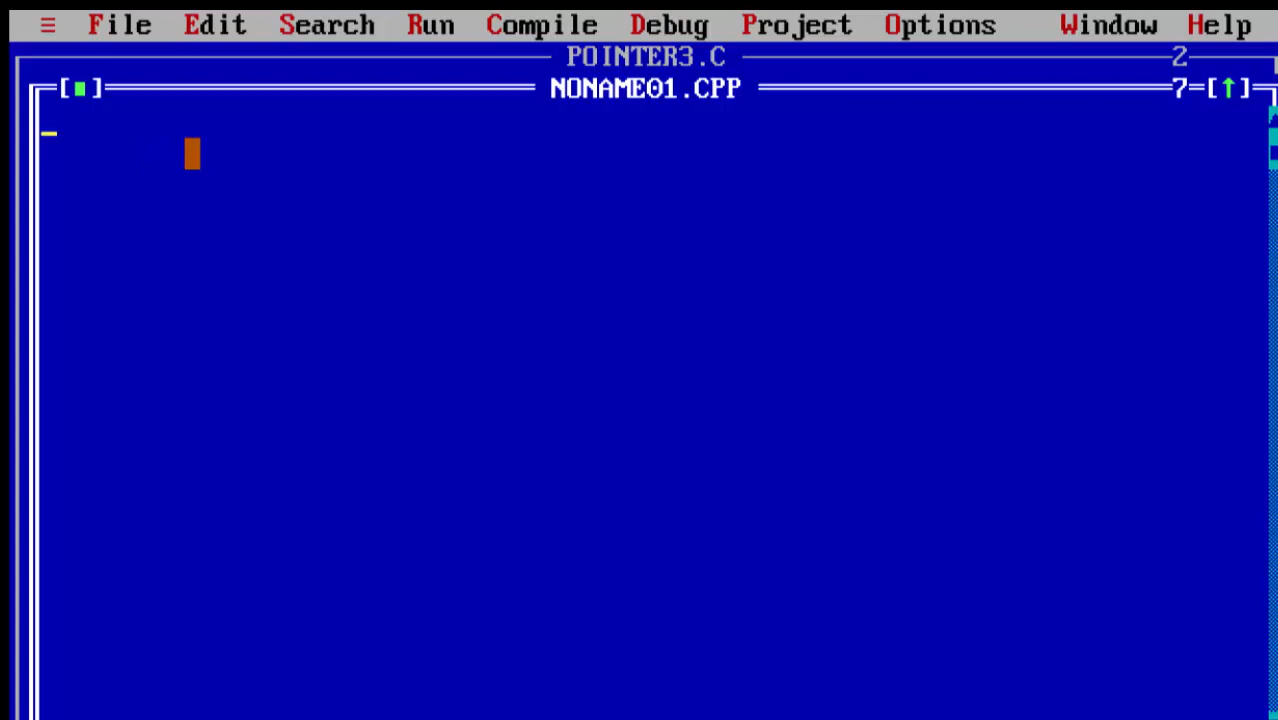 ≡ File Edit Search Run Compile Debug Project Options Window Help
POINTER3.C 2
[■] NONAME01.CPP 7=[↑]